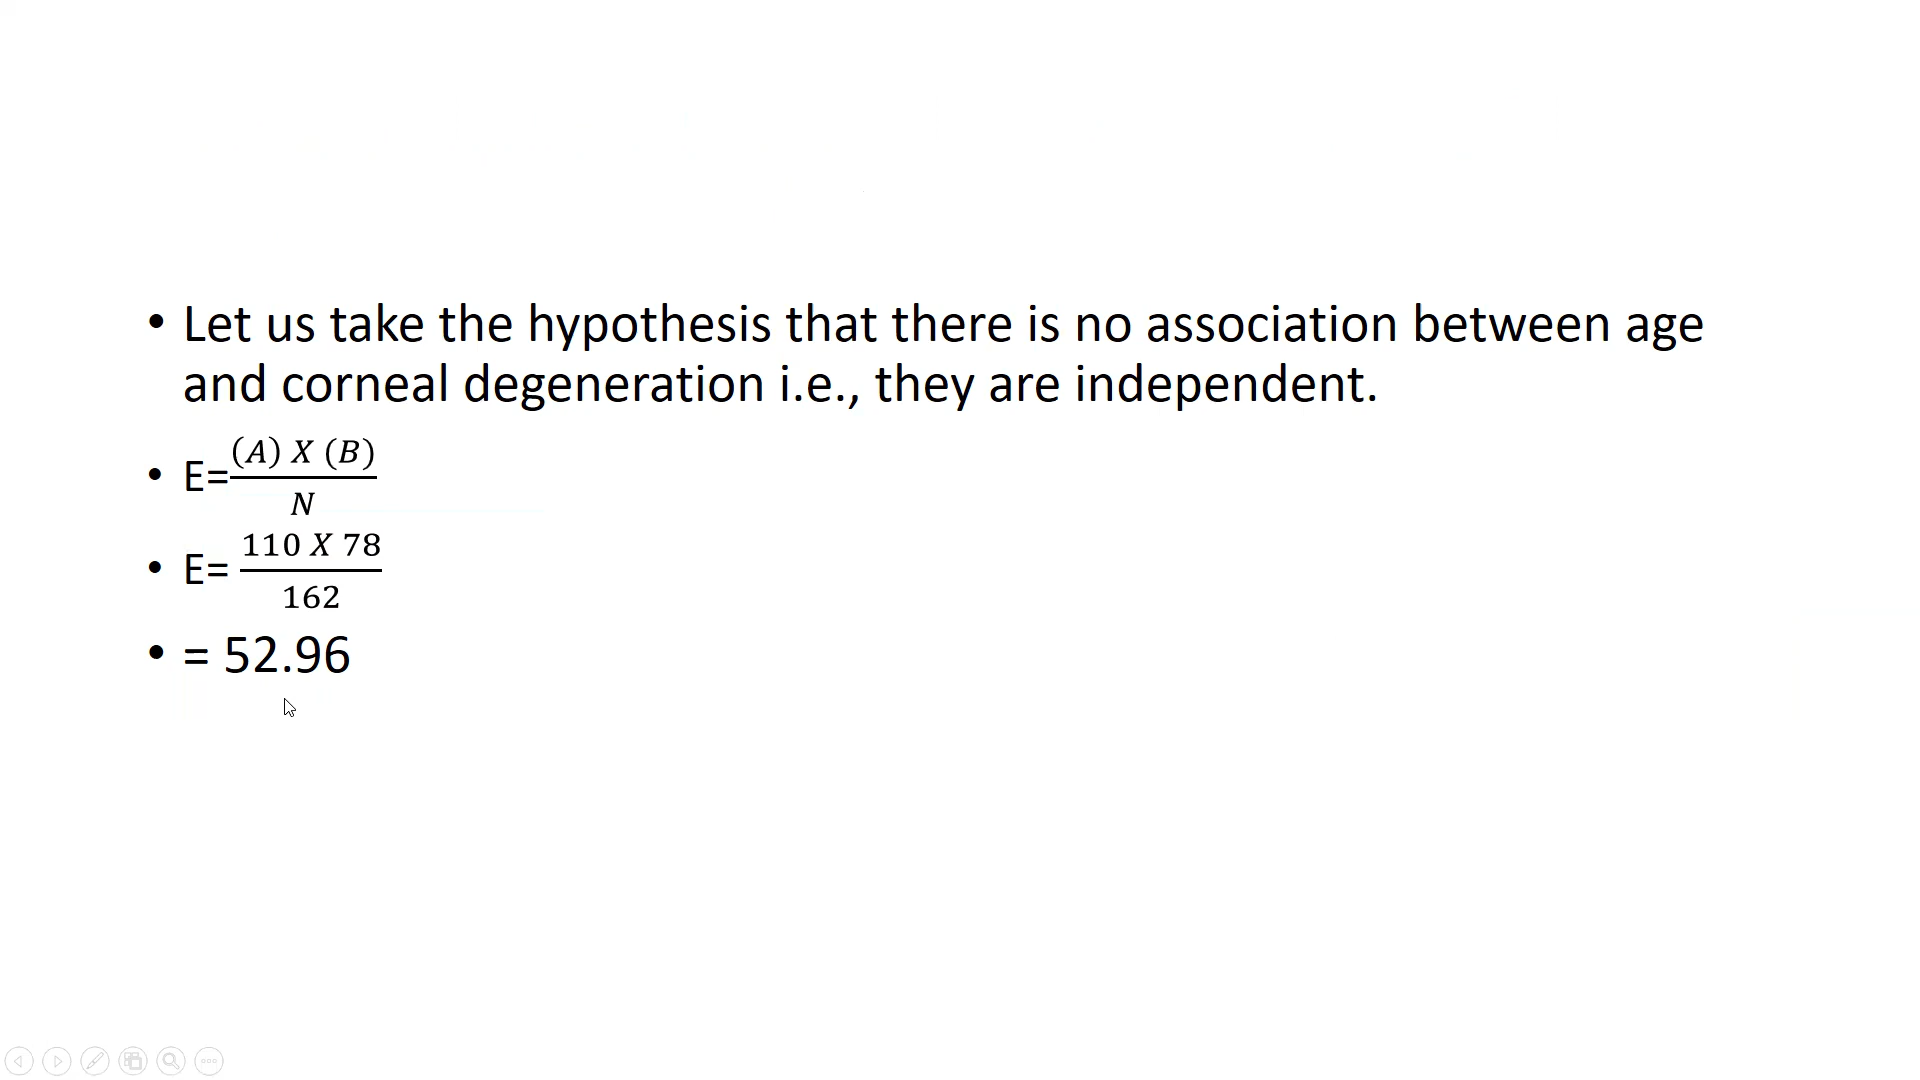 • Let us take the hypothesis that there is no association between age
and corneal degeneration i.e., they are independent.
• E=(A) X (B)
N
• E= 110 X 78
162
• = 52.96